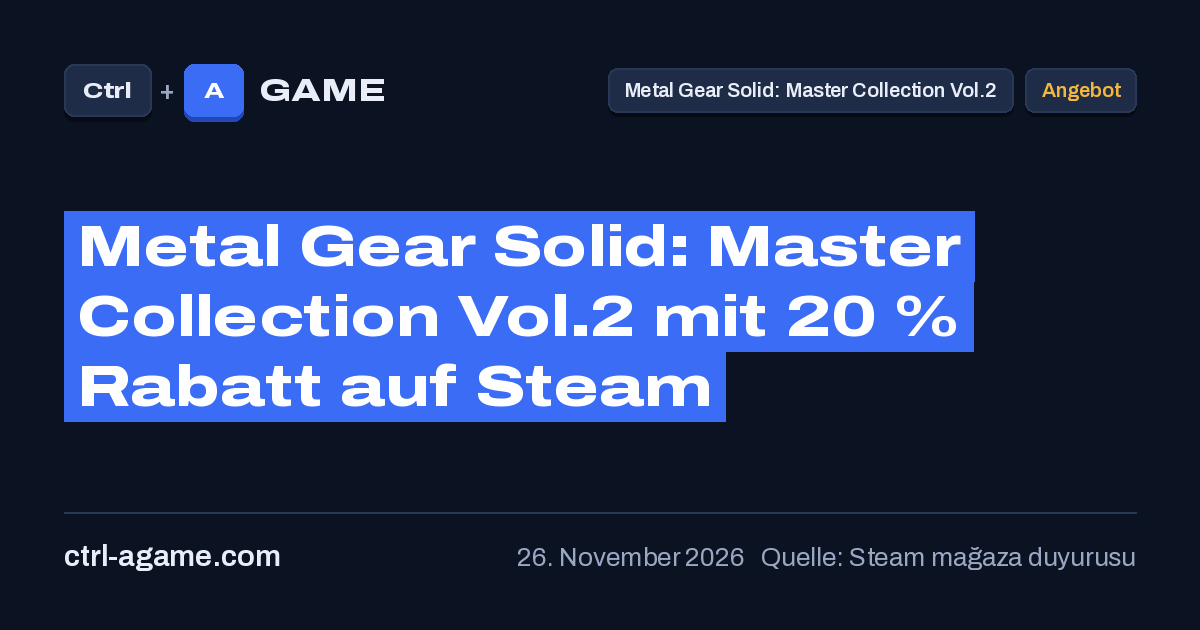 Ctrl + A GAME
Metal Gear Solid: Master Collection Vol.2
Angebot
Metal Gear Solid: Master
Collection Vol.2 mit 20 %
Rabatt auf Steam
ctrl-agame.com
26. November 2026 Quelle: Steam mağaza duyurusu